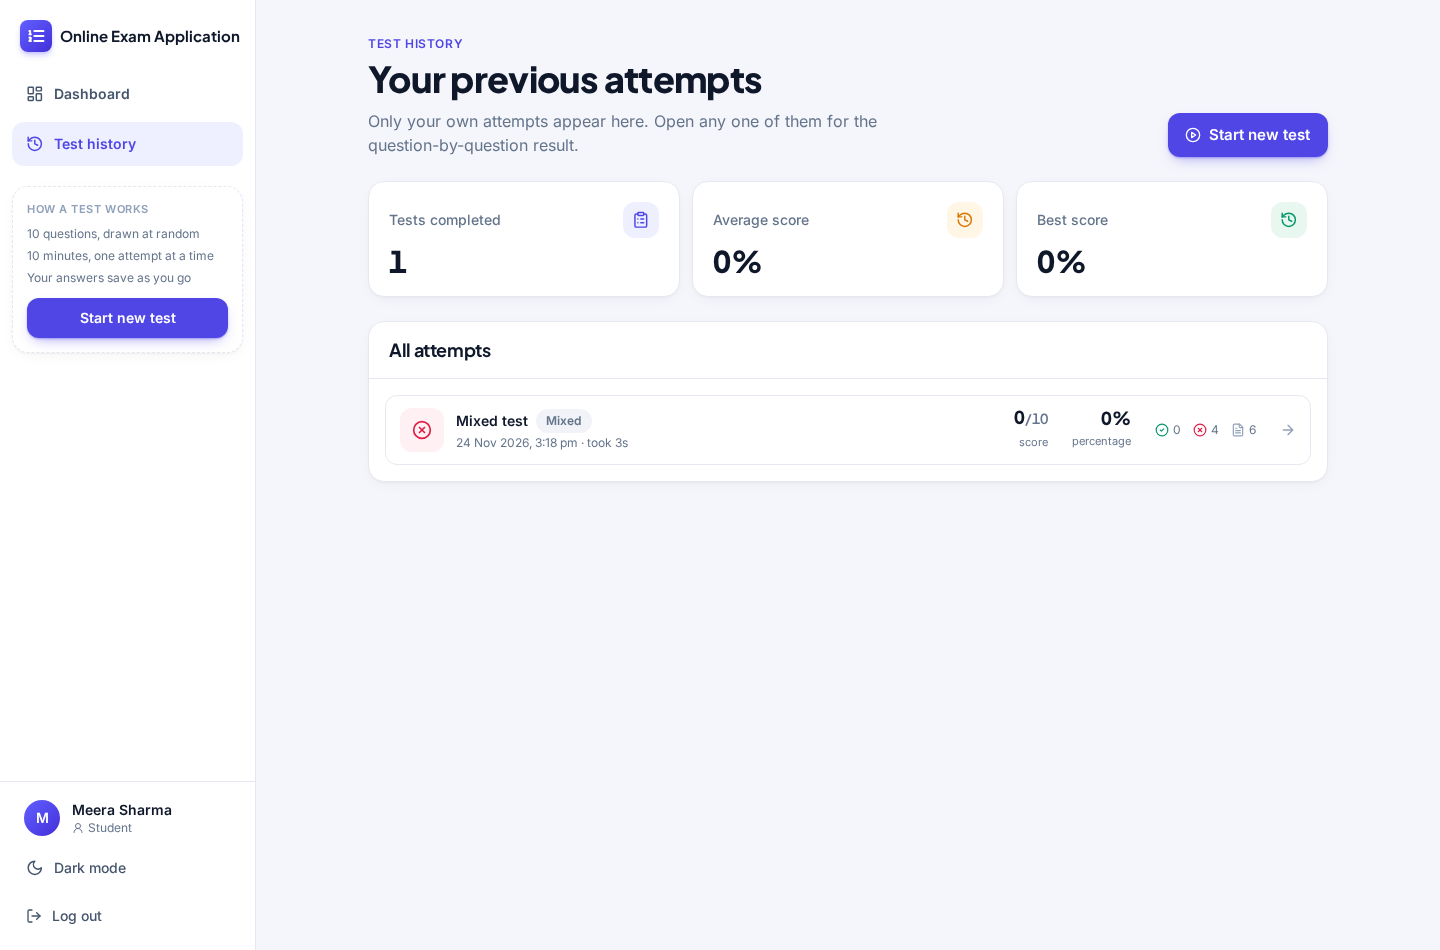 Online Exam Application
Dashboard
Test history
HOW A TEST WORKS
10 questions, drawn at random
10 minutes, one attempt at a time
Your answers save as you go
Start new test
Meera Sharma
M
Student
Dark mode
Log out
TEST HISTORY
Your previous attempts
Only your own attempts appear here. Open any one of them for the
question-by-question result.
Start new test
Tests completed
1
Average score
0%
Best score
0%
All attempts
Mixed test Mixed
24 Nov 2026, 3:18 pm · took 3s
0/10
score
0%
percentage
0 4 6